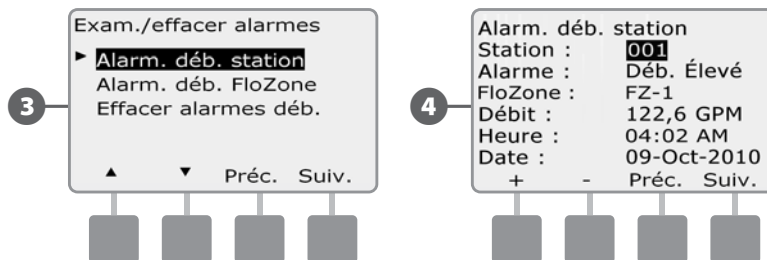 3
Exam./effacer alarmes
► Alarm. déb. station
Alarm. déb. FloZone
Effacer alarmes déb.
▲ ▼ Préc. Suiv.
4
Alarm. déb. station
Station : 001
Alarme : Déb. Élevé
FloZone : FZ-1
Débit : 122,6 GPM
Heure : 04:02 AM
Date : 09-Oct-2010
+ - Préc. Suiv.